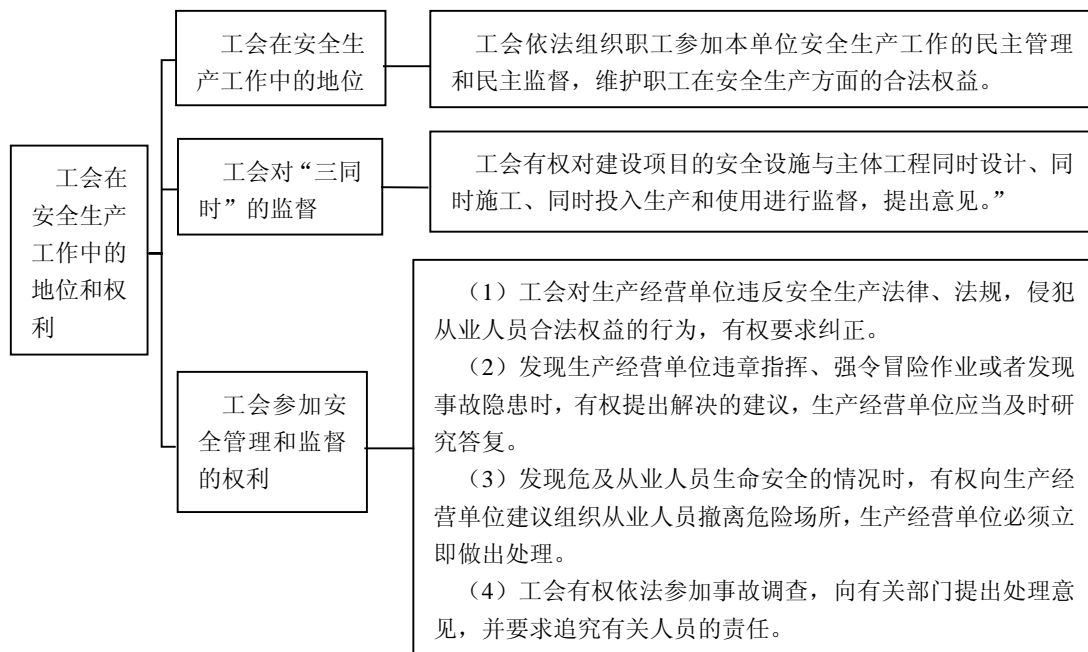 工会在
安全生产
工作中的
地位和权
利
工会在安全生
产工作中的地位
工会依法组织职工参加本单位安全生产工作的民主管理
和民主监督，维护职工在安全生产方面的合法权益。
工会对“三同
时”的监督
工会有权对建设项目的安全设施与主体工程同时设计、同
时施工、同时投入生产和使用进行监督，提出意见。”
工会参加安
全管理和监督
的权利
（1）工会对生产经营单位违反安全生产法律、法规，侵犯
从业人员合法权益的行为，有权要求纠正。
（2）发现生产经营单位违章指挥、强令冒险作业或者发现
事故隐患时，有权提出解决的建议，生产经营单位应当及时研
究答复。
（3）发现危及从业人员生命安全的情况时，有权向生产经
营单位建议组织从业人员撤离危险场所，生产经营单位必须立
即做出处理。
（4）工会有权依法参加事故调查，向有关部门提出处理意
见，并要求追究有关人员的责任。